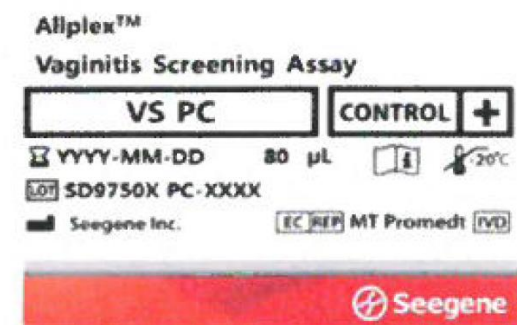 Allplex™
Vaginitis Screening Assay
VS PC CONTROL +
YYYY-MM-DD 80 µL -20°C
LOT SD9750X PC-XXXX
Seegene Inc. EC REP MT Promedt IVD
Seegene